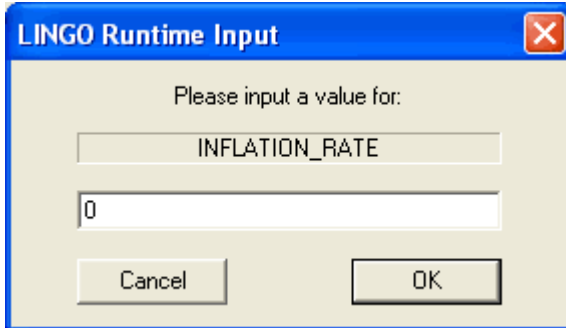 LINGO Runtime Input
Please input a value for:
INFLATION_RATE
0
Cancel OK